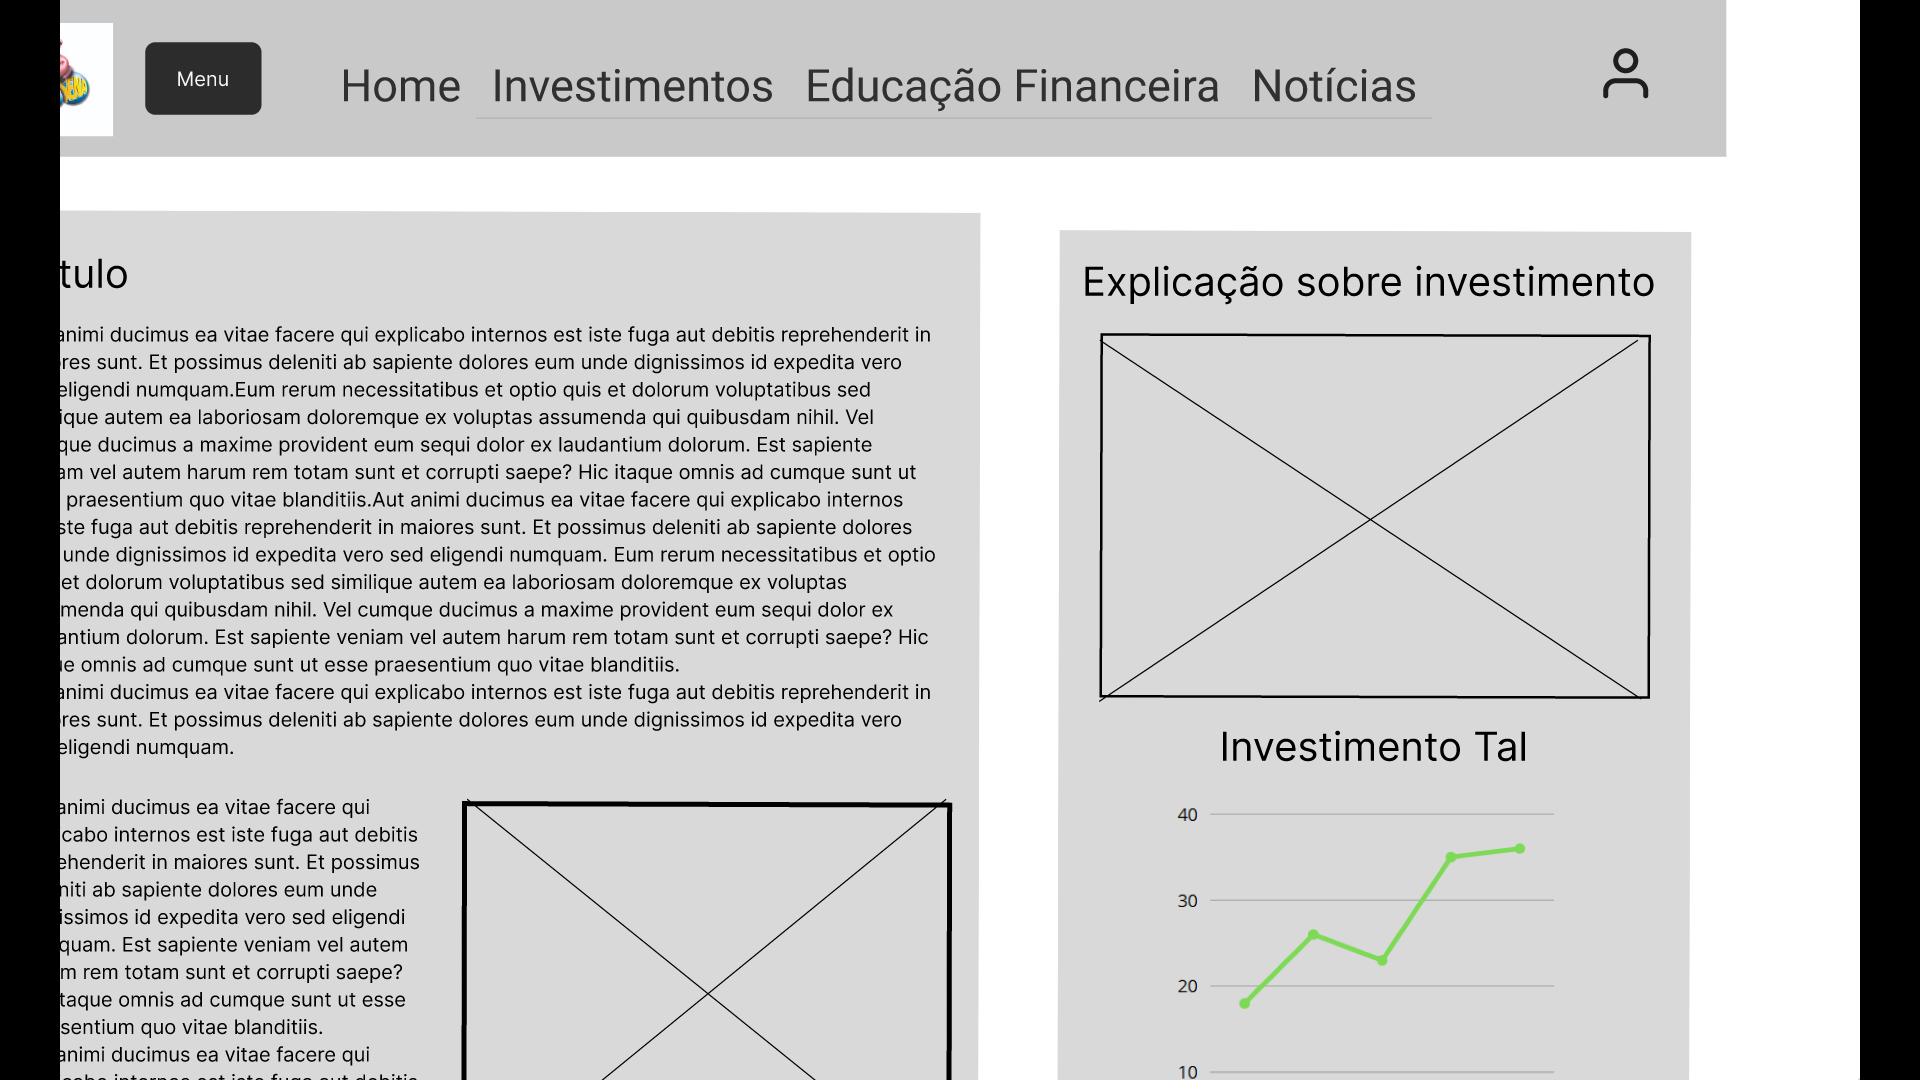 Menu
Home Investimentos Educação Financeira Notícias
tulo
animi ducimus ea vitae facere qui explicabo internos est iste fuga aut debitis reprehenderit in
res sunt. Et possimus deleniti ab sapiente dolores eum unde dignissimos id expedita vero
eligendi numquam.Eum rerum necessitatibus et optio quis et dolorum voluptatibus sed
ique autem ea laboriosam doloremque ex voluptas assumenda qui quibusdam nihil. Vel
que ducimus a maxime provident eum sequi dolor ex laudantium dolorum. Est sapiente
am vel autem harum rem totam sunt et corrupti saepe? Hic itaque omnis ad cumque sunt ut
praesentium quo vitae blanditiis.Aut animi ducimus ea vitae facere qui explicabo internos
ste fuga aut debitis reprehenderit in maiores sunt. Et possimus deleniti ab sapiente dolores
unde dignissimos id expedita vero sed eligendi numquam. Eum rerum necessitatibus et optio
et dolorum voluptatibus sed similique autem ea laboriosam doloremque ex voluptas
menda qui quibusdam nihil. Vel cumque ducimus a maxime provident eum sequi dolor ex
antium dolorum. Est sapiente veniam vel autem harum rem totam sunt et corrupti saepe? Hic
ue omnis ad cumque sunt ut esse praesentium quo vitae blanditiis.
animi ducimus ea vitae facere qui explicabo internos est iste fuga aut debitis reprehenderit in
res sunt. Et possimus deleniti ab sapiente dolores eum unde dignissimos id expedita vero
eligendi numquam.
animi ducimus ea vitae facere qui
cabo internos est iste fuga aut debitis
ehenderit in maiores sunt. Et possimus
niti ab sapiente dolores eum unde
issimos id expedita vero sed eligendi
quam. Est sapiente veniam vel autem
m rem totam sunt et corrupti saepe?
taque omnis ad cumque sunt ut esse
sentium quo vitae blanditiis.
animi ducimus ea vitae facere qui
cabo internos est iste fuga aut debitis
Explicação sobre investimento
Investimento Tal
40
30
20
10